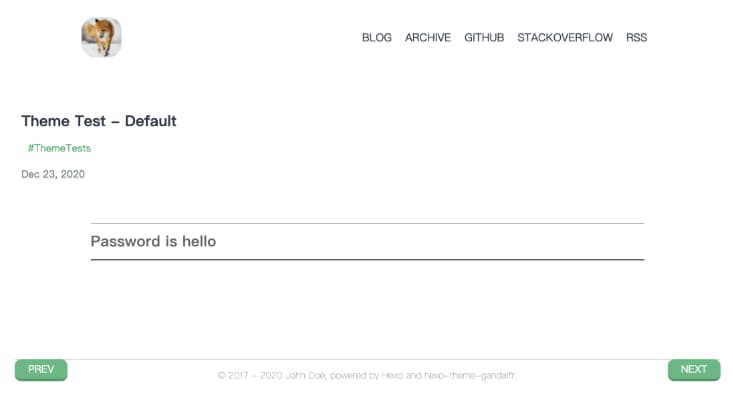 BLOG ARCHIVE GITHUB STACKOVERFLOW RSS
Theme Test - Default
#ThemeTests
Dec 23, 2020
Password is hello
PREV
© 2017 - 2020 John Doe, powered by Hexo and hexo-theme-gandalfr.
NEXT